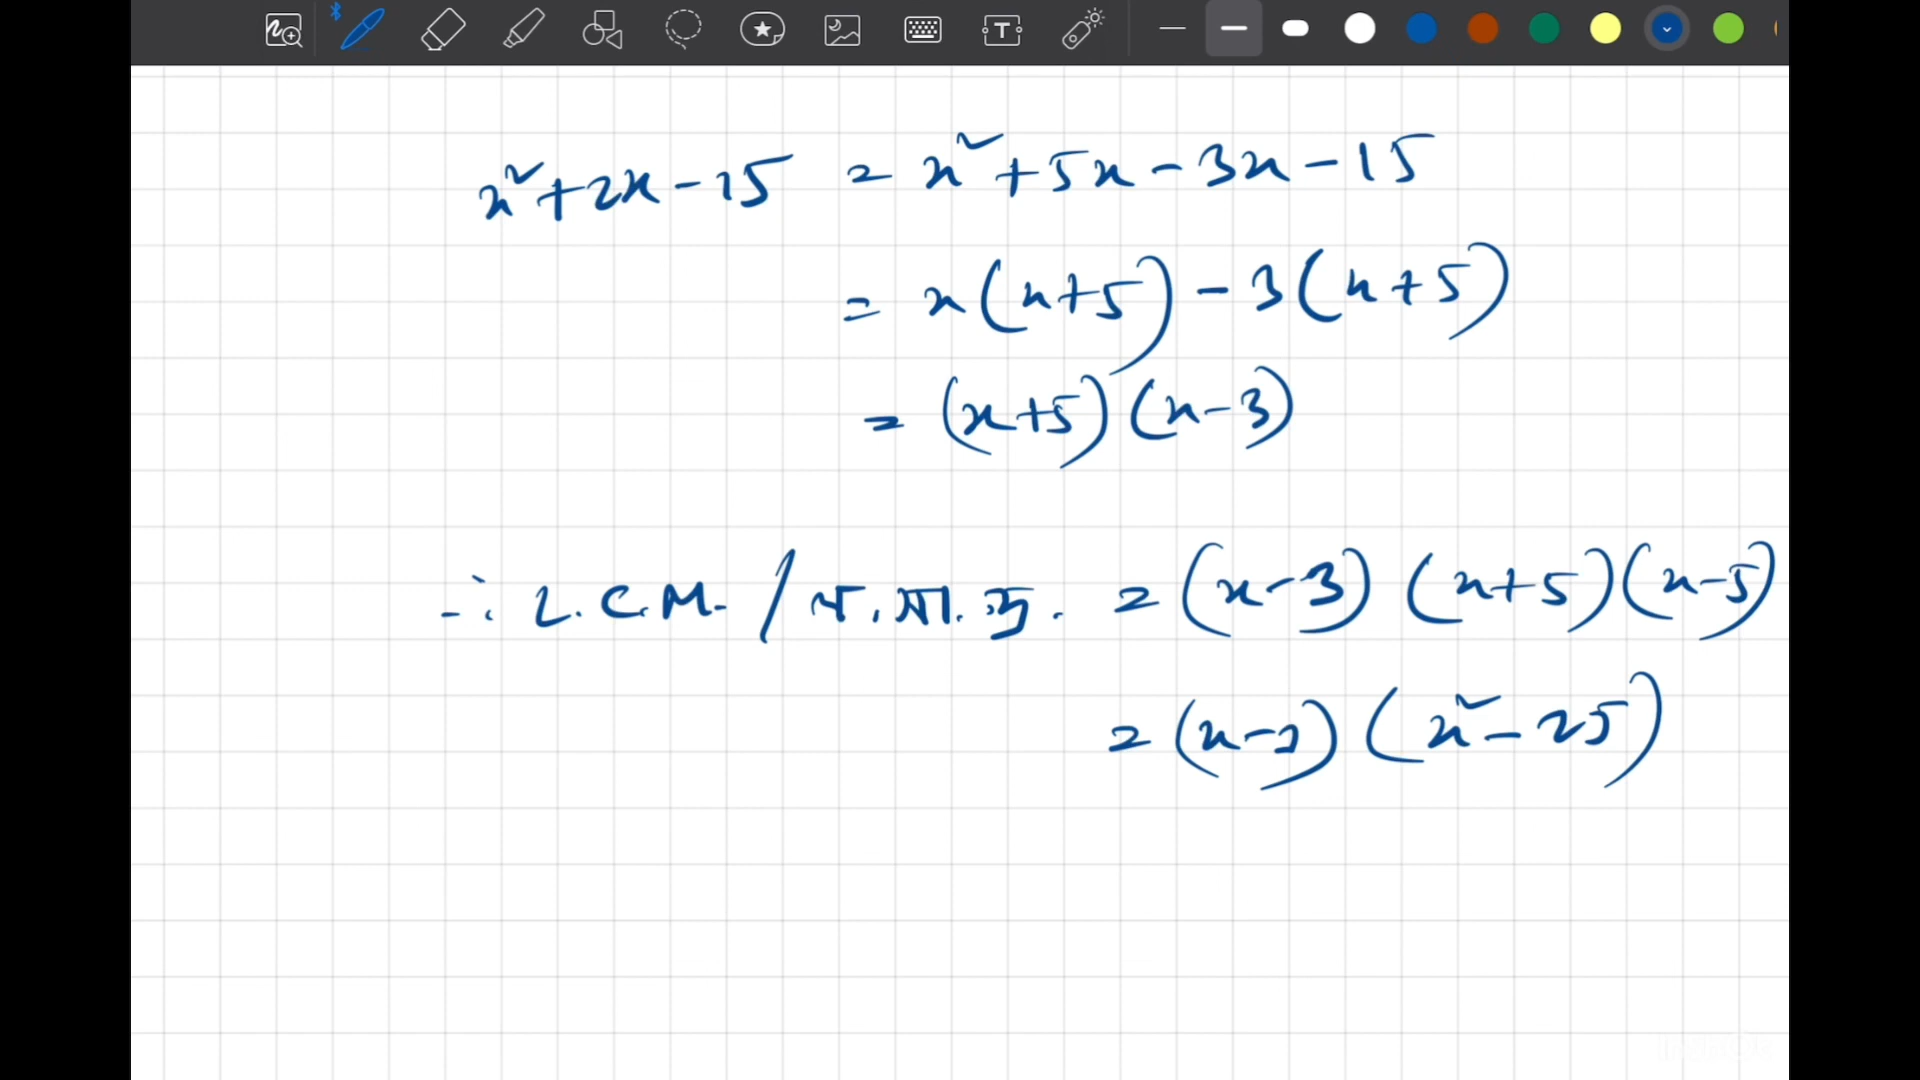 x²+2x-15 = x²+5x-3x-15
= x(x+5)-3(x+5)
= (x+5)(x-3)
∴ L.C.M. / ল.সা.গু. = (x-3)(x+5)(x-5)
= (x-3)(x²-25)